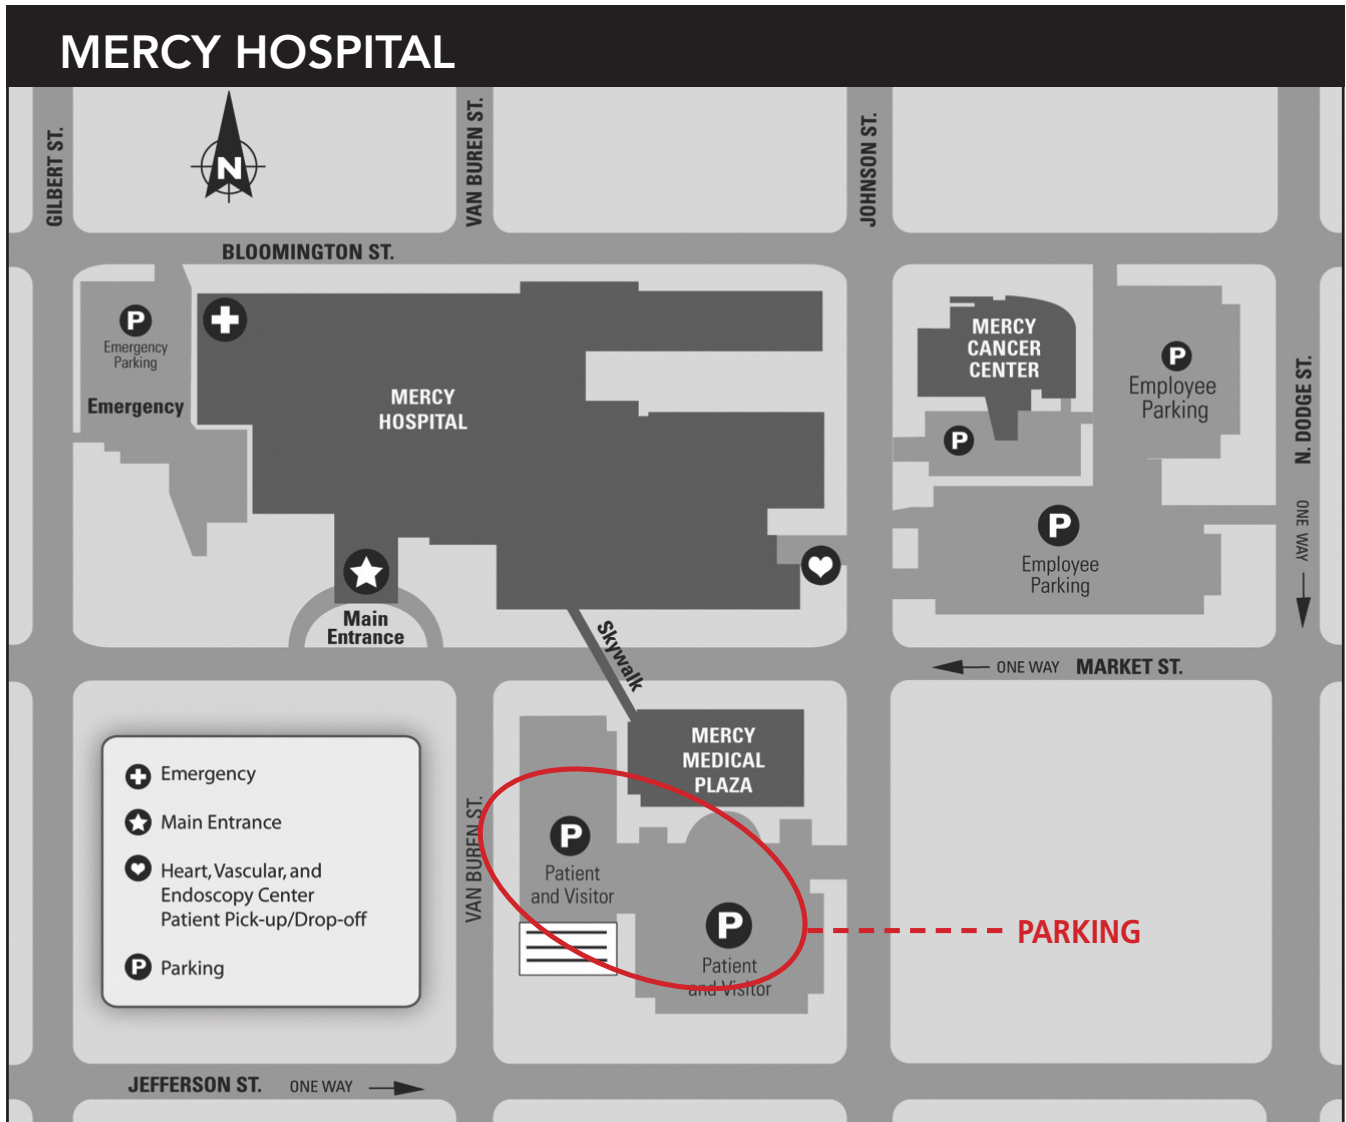 MERCY HOSPITAL
GILBERT ST.
N
VAN BUREN ST.
JOHNSON ST.
BLOOMINGTON ST.
P
Emergency
Parking
Emergency
MERCY
HOSPITAL
MERCY
CANCER
CENTER
P
P
Employee
Parking
N. DODGE ST.
ONE WAY
P
Employee
Parking
Main
Entrance
Skywalk
ONE WAY MARKET ST.
MERCY
MEDICAL
PLAZA
Emergency
Main Entrance
Heart, Vascular, and
Endoscopy Center
Patient Pick-up/Drop-off
P Parking
VAN BUREN ST.
P
Patient
and Visitor
P
Patient
and Visitor
PARKING
JEFFERSON ST. ONE WAY